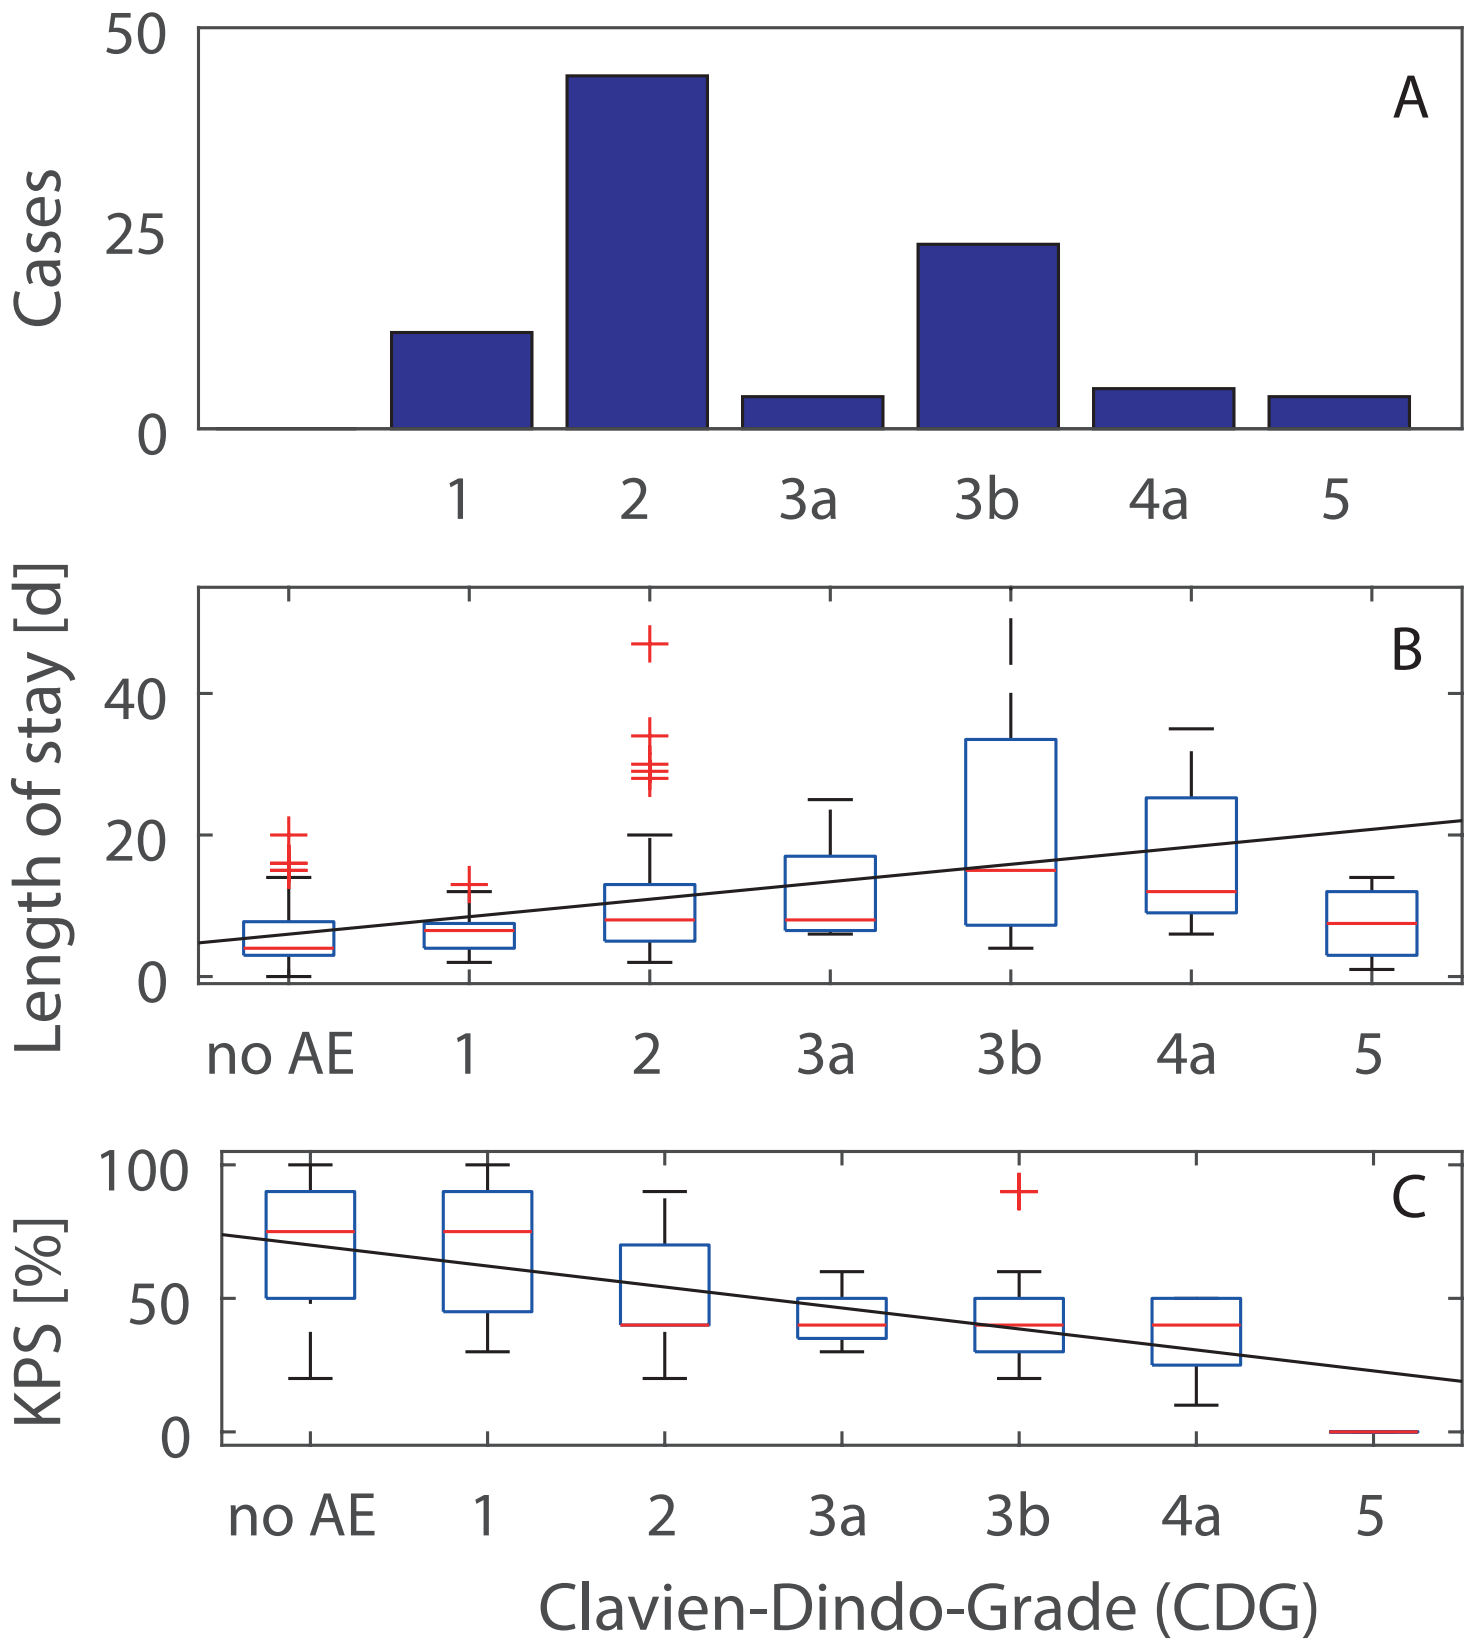 50
A
Cases
25
0
1 2 3a 3b 4a 5
B
Length of stay [d]
40
20
0
no AE 1 2 3a 3b 4a 5
100
C
KPS [%]
50
0
no AE 1 2 3a 3b 4a 5
Clavien-Dindo-Grade (CDG)